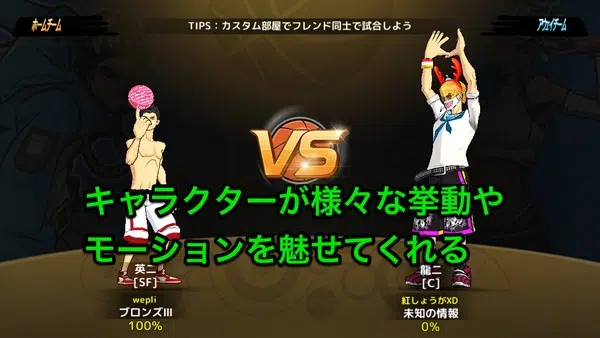 ホームチーム
TIPS：カスタム部屋でフレンド同士で試合しよう
アウェイチーム
VS
キャラクターが様々な挙動や
モーションを魅せてくれる
英二
[SF]
wepli
ブロンズⅢ
100%
龍二
[C]
紅しょうがXD
未知の情報
0%